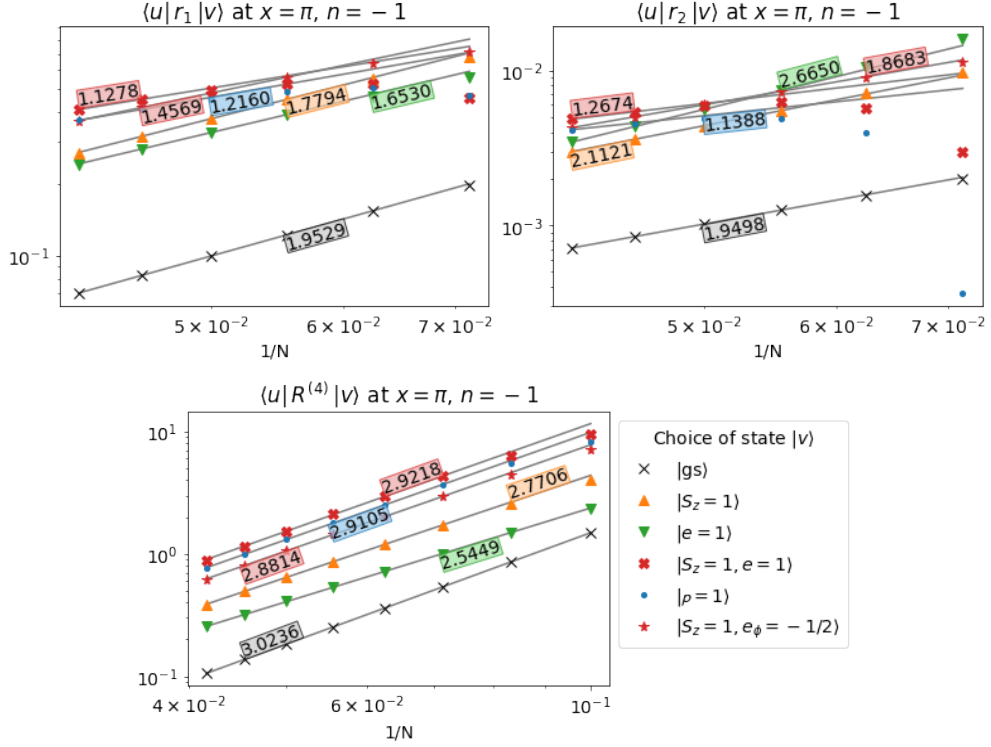 ⟨u| r₁ |v⟩ at x = π, n = − 1
10⁻¹
1.1278
1.4569
1.2160
1.7794
1.6530
1.9529
5 × 10⁻²
6 × 10⁻²
7 × 10⁻²
1/N
⟨u| r₂ |v⟩ at x = π, n = − 1
10⁻²
10⁻³
1.2674
2.1121
1.1388
2.6650
1.8683
1.9498
5 × 10⁻²
6 × 10⁻²
7 × 10⁻²
1/N
⟨u| R⁽⁴⁾ |v⟩ at x = π, n = − 1
10¹
10⁰
10⁻¹
2.9218
2.7706
2.9105
2.8814
2.5449
3.0236
4 × 10⁻²
6 × 10⁻²
10⁻¹
1/N
Choice of state |v⟩
|gs⟩
|S_z = 1⟩
|e = 1⟩
|S_z = 1, e = 1⟩
|ₚ = 1⟩
|S_z = 1, e_ϕ = − 1/2⟩